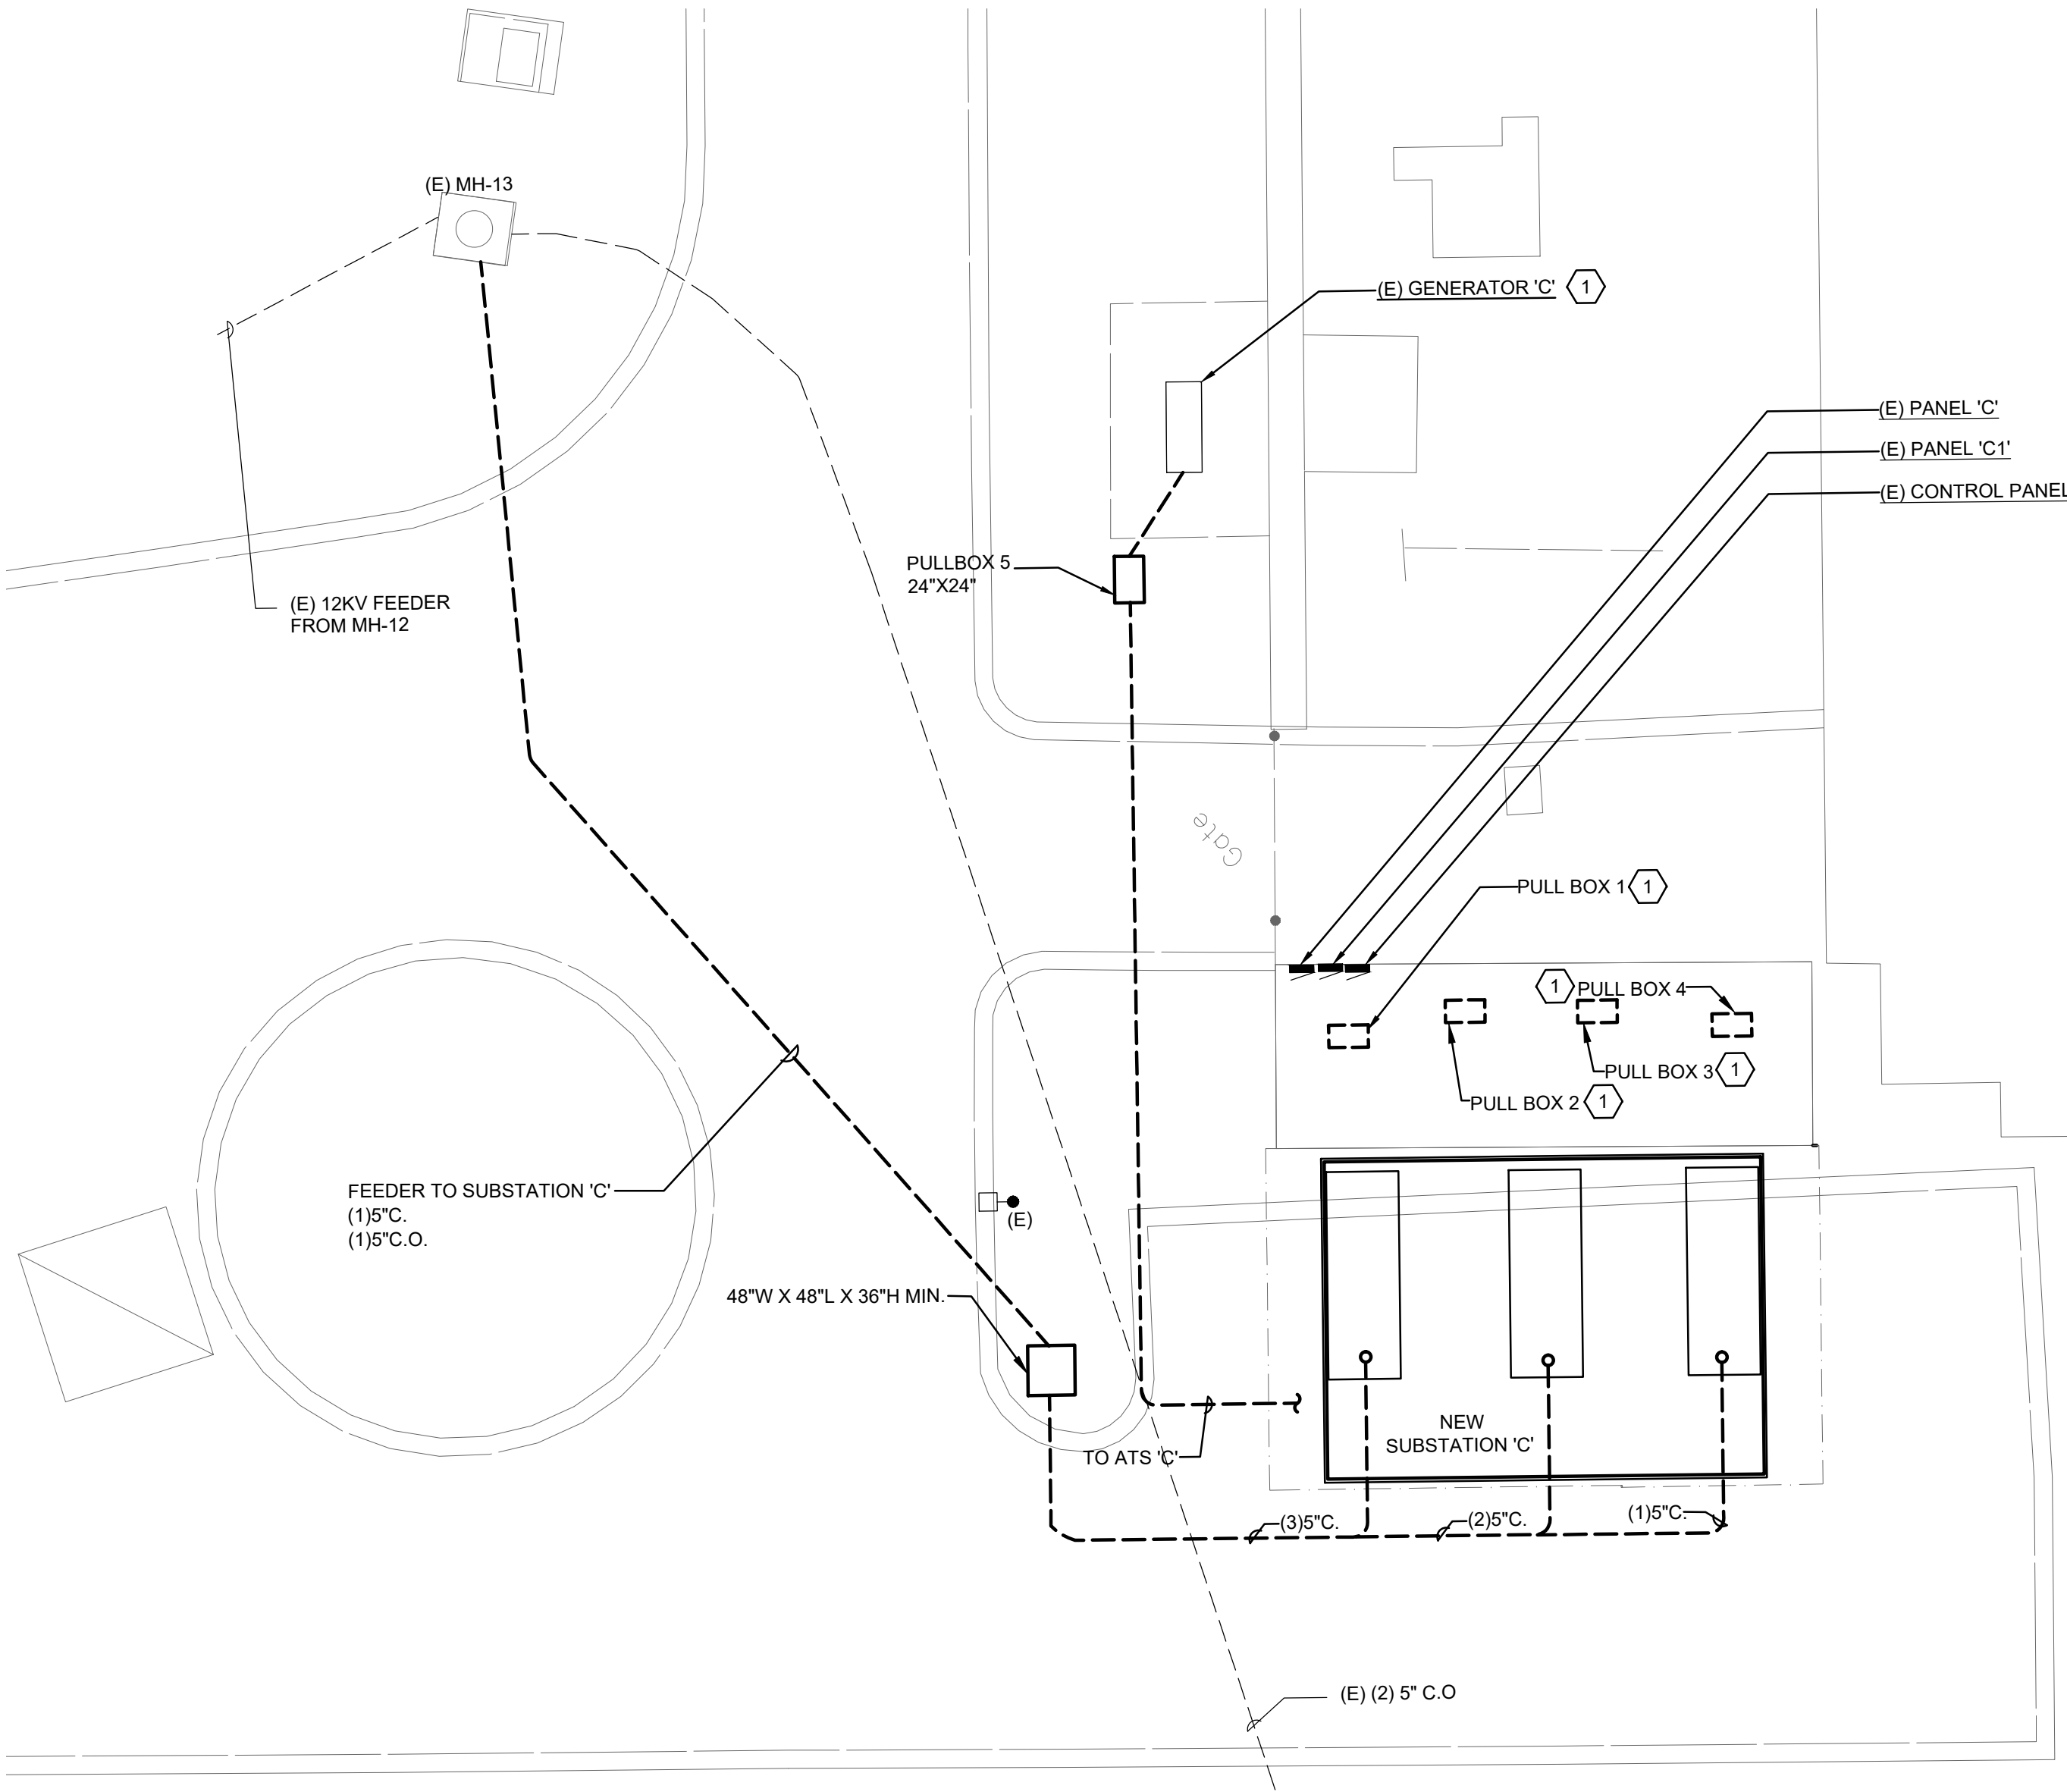 (E) MH-13
(E) GENERATOR 'C' 1
(E) PANEL 'C'
(E) PANEL 'C1'
(E) CONTROL PANEL
PULLBOX 5
24"X24"
(E) 12KV FEEDER
FROM MH-12
Gate
PULL BOX 1 1
1 PULL BOX 4
PULL BOX 3 1
PULL BOX 2 1
FEEDER TO SUBSTATION 'C'
(1)5"C.
(1)5"C.O.
(E)
48"W X 48"L X 36"H MIN.
NEW
SUBSTATION 'C'
TO ATS 'C'
(3)5"C.
(2)5"C.
(1)5"C.
(E) (2) 5" C.O